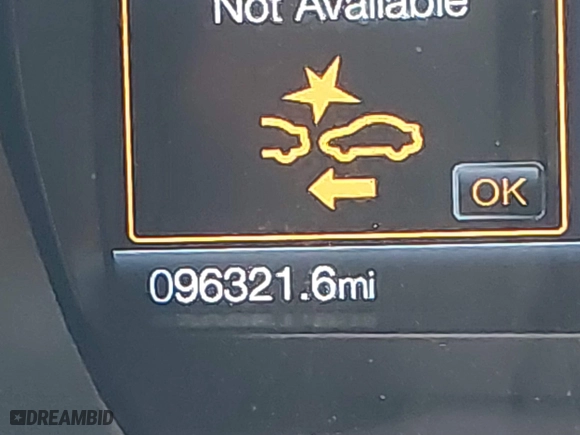 Not Available
OK
096321.6mi
DREAMBID